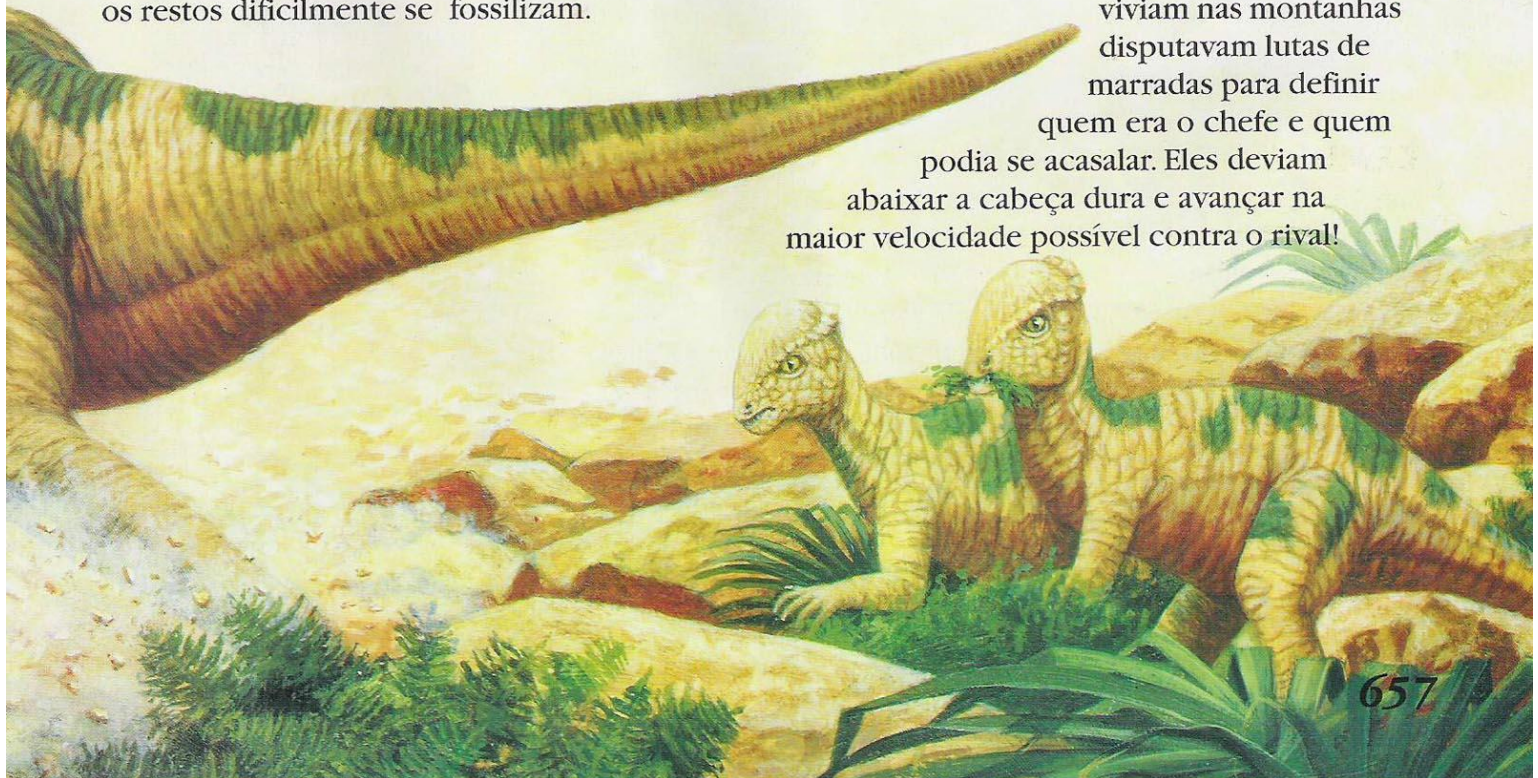 os restos dificilmente se fossilizam.
viviam nas montanhas
disputavam lutas de
marradas para definir
quem era o chefe e quem
podia se acasalar. Eles deviam
abaixar a cabeça dura e avançar na
maior velocidade possível contra o rival!
657